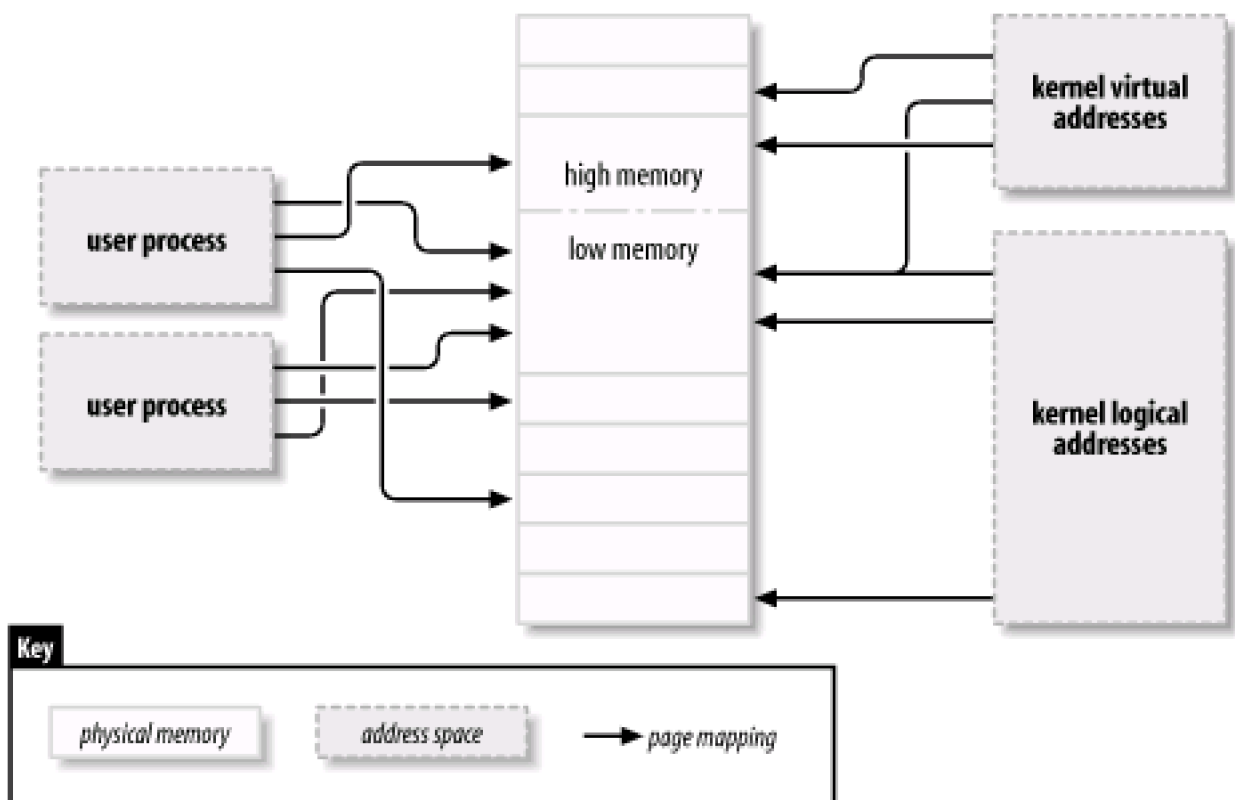 kernel virtual
addresses
high memory
user process
low memory
user process
kernel logical
addresses
Key
physical memory
address space
page mapping